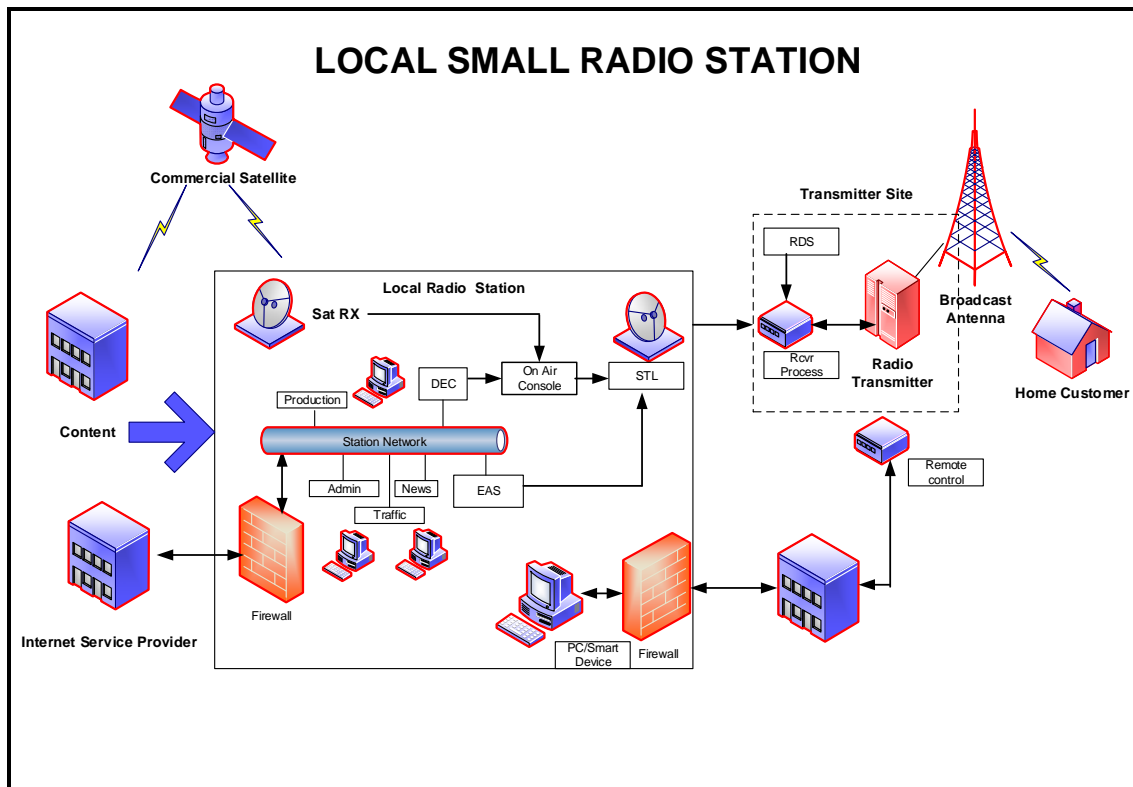 LOCAL SMALL RADIO STATION
Commercial Satellite
Transmitter Site
RDS
Local Radio Station
Sat RX
Broadcast
Antenna
Rcvr
Process
Radio
Transmitter
Home Customer
DEC
On Air
Console
STL
Production
Content
Station Network
Admin
News
EAS
Traffic
Remote
control
Firewall
Internet Service Provider
PC/Smart
Device
Firewall